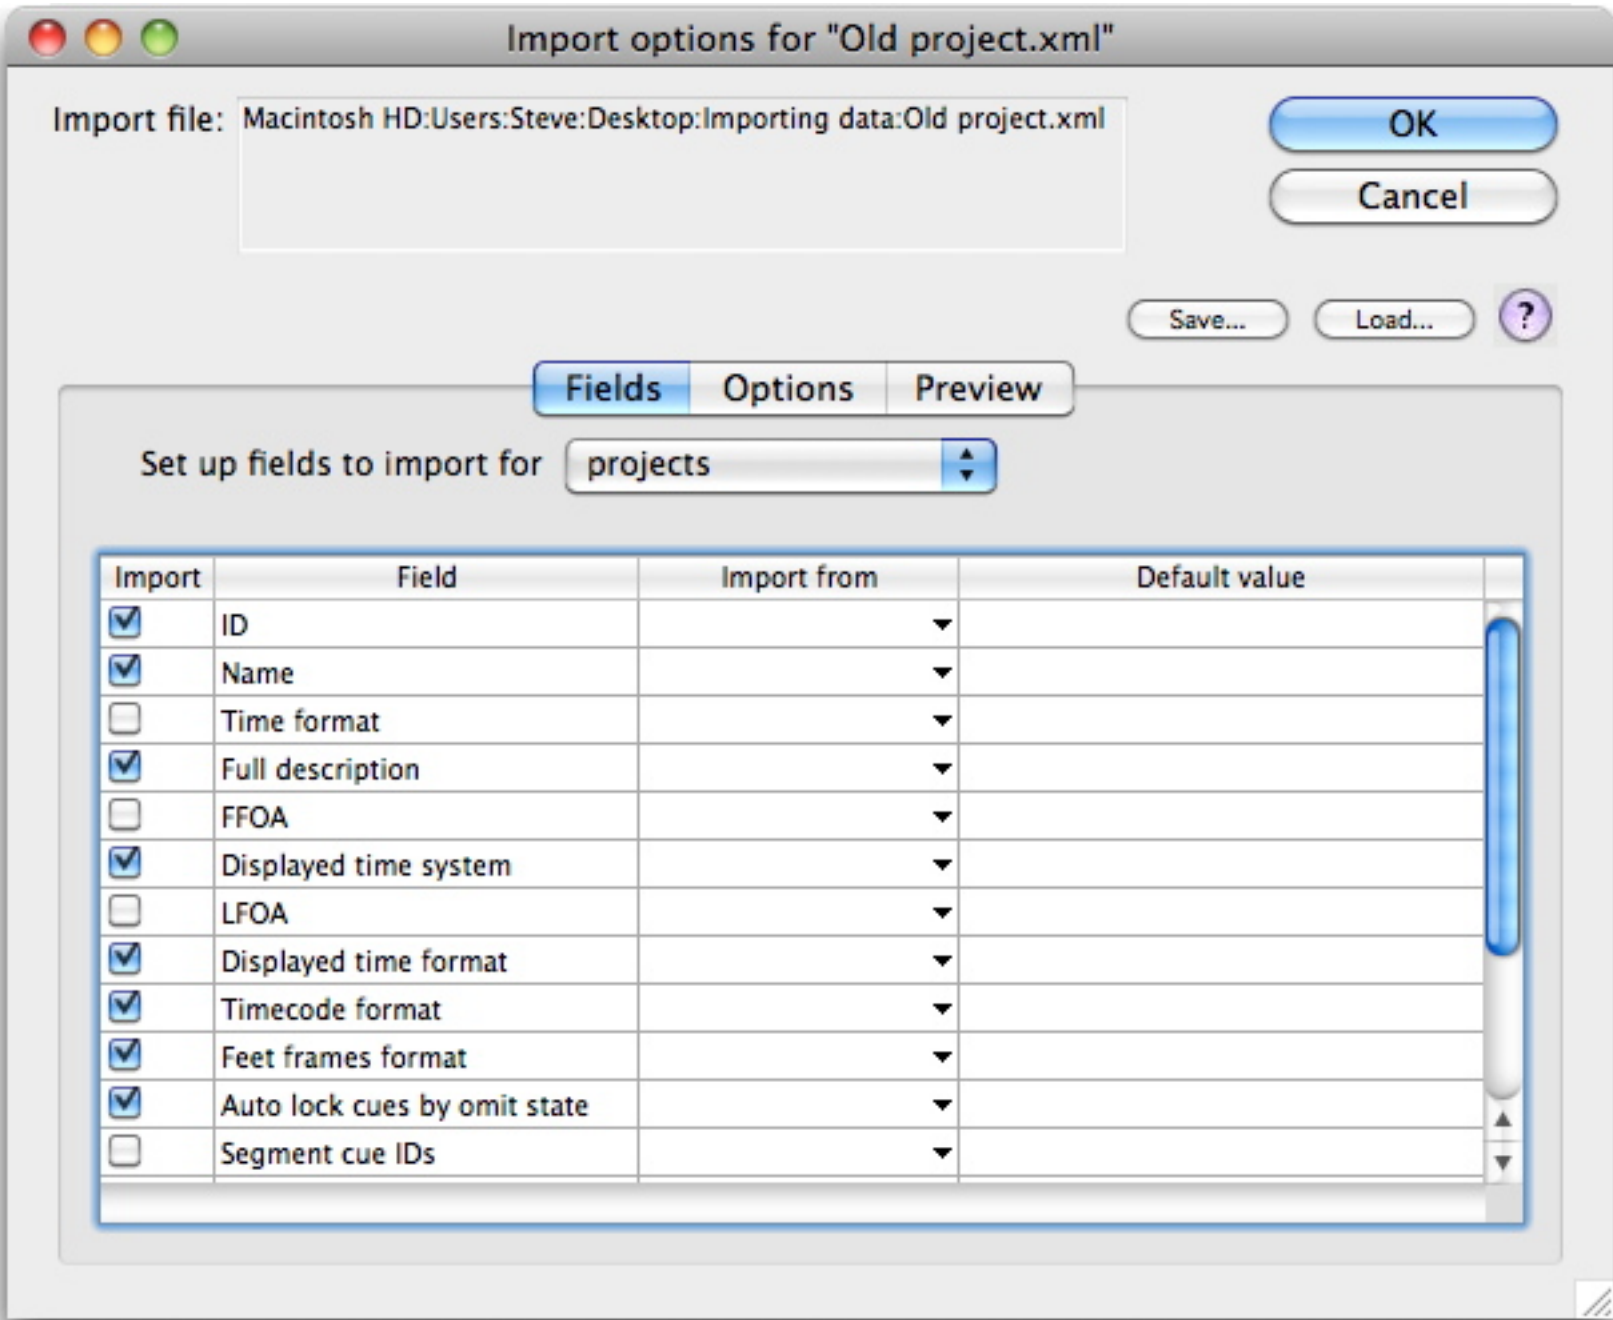 Import options for "Old project.xml"
Import file: Macintosh HD:Users:Steve:Desktop:Importing data:Old project.xml
OK
Cancel
Save... Load... ?
Fields Options Preview
Set up fields to import for projects
Import Field Import from Default value
ID
Name
Time format
Full description
FFOA
Displayed time system
LFOA
Displayed time format
Timecode format
Feet frames format
Auto lock cues by omit state
Segment cue IDs